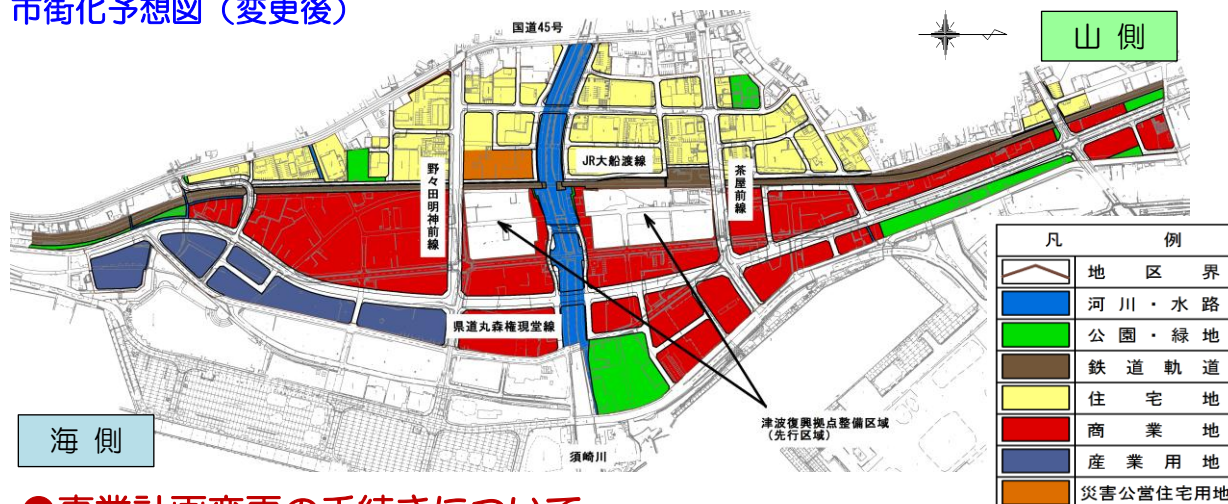 市街化予想図（変更後）
国道45号
山側
JR大船渡線
野々田明神前線
茶屋前線
県道丸森権現堂線
津波復興拠点整備区域
（先行区域）
須崎川
海側
凡例
地区界
河川・水路
公園・緑地
鉄道軌道
住宅地
商業地
産業用地
災害公営住宅用地
●事業計画変更の手続きについて